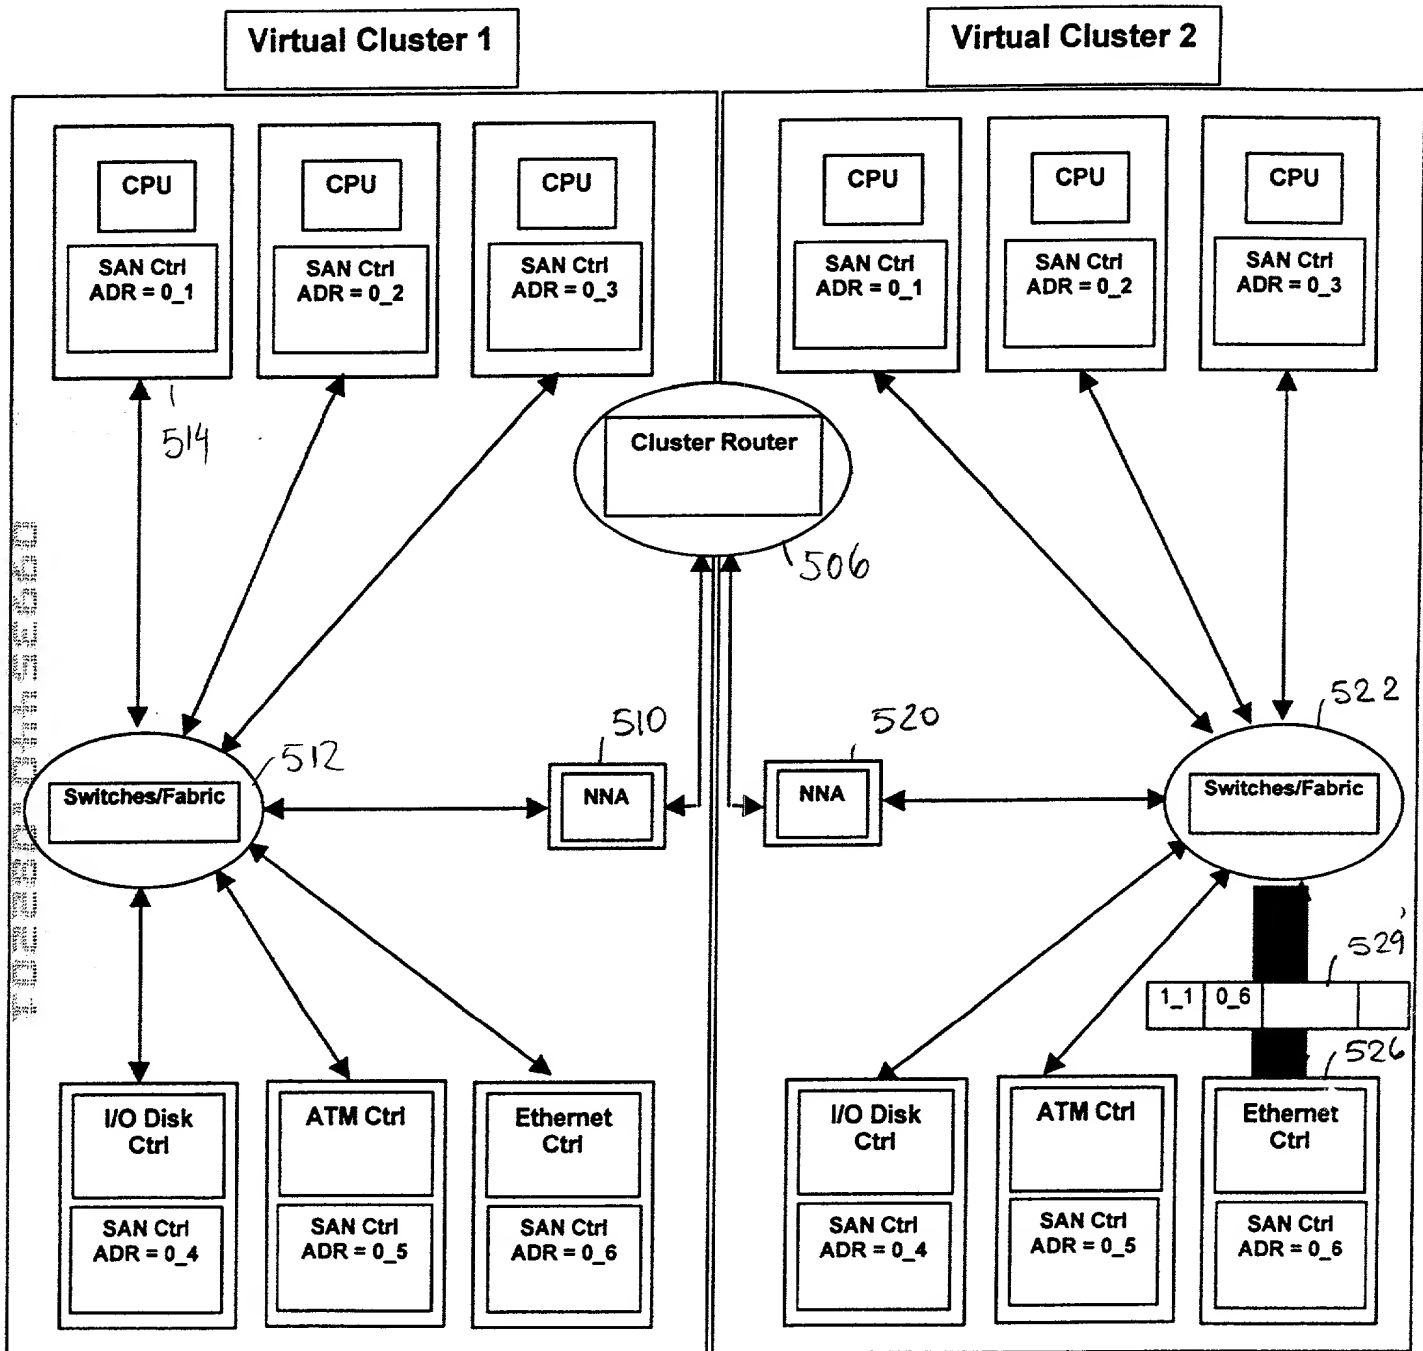 Virtual Cluster 1
Virtual Cluster 2
CPU
CPU
CPU
CPU
CPU
CPU
SAN Ctrl
ADR = 0_1
SAN Ctrl
ADR = 0_2
SAN Ctrl
ADR = 0_3
SAN Ctrl
ADR = 0_1
SAN Ctrl
ADR = 0_2
SAN Ctrl
ADR = 0_3
514
Cluster Router
506
512
510
520
522
Switches/Fabric
NNA
NNA
Switches/Fabric
529'
1_1
0_6
526
I/O Disk
Ctrl
ATM Ctrl
Ethernet
Ctrl
I/O Disk
Ctrl
ATM Ctrl
Ethernet
Ctrl
SAN Ctrl
ADR = 0_4
SAN Ctrl
ADR = 0_5
SAN Ctrl
ADR = 0_6
SAN Ctrl
ADR = 0_4
SAN Ctrl
ADR = 0_5
SAN Ctrl
ADR = 0_6